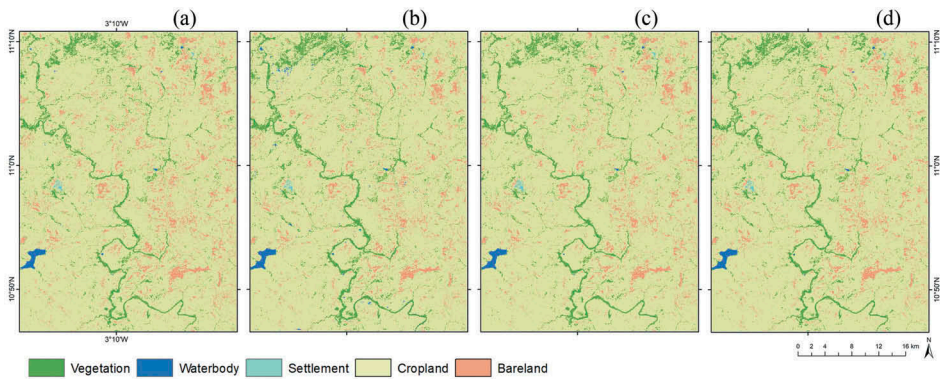 (a) (b) (c) (d)
3°10'W
11°10'N 11°10'N
11°0'N 11°0'N
10°50'N 10°50'N
3°10'W
0 2 4 8 12 16 km
N
Vegetation Waterbody Settlement Cropland Bareland